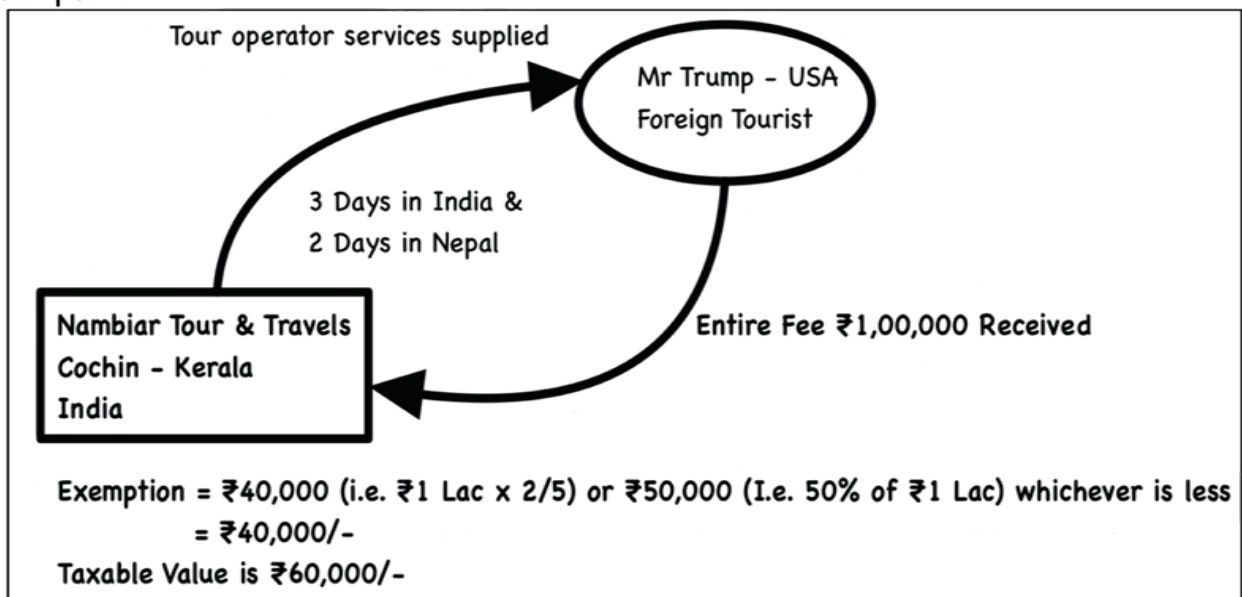 Tour operator services supplied
Mr Trump - USA
Foreign Tourist
3 Days in India &
2 Days in Nepal
Nambiar Tour & Travels
Cochin - Kerala
India
Entire Fee ₹1,00,000 Received
Exemption = ₹40,000 (i.e. ₹1 Lac x 2/5) or ₹50,000 (I.e. 50% of ₹1 Lac) whichever is less
= ₹40,000/-
Taxable Value is ₹60,000/-